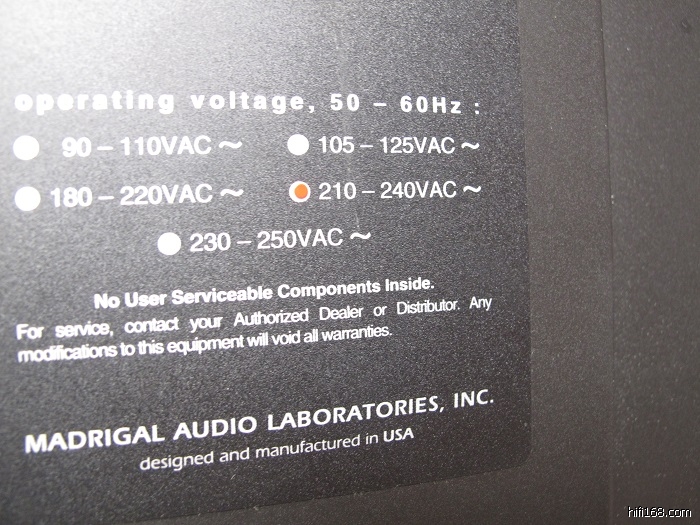 operating voltage, 50 – 60Hz :
90 – 110VAC ~ 105 – 125VAC ~
180 – 220VAC ~ 210 – 240VAC ~
230 – 250VAC ~
No User Serviceable Components Inside.
For service, contact your Authorized Dealer or Distributor. Any
modifications to this equipment will void all warranties.
MADRIGAL AUDIO LABORATORIES, INC.
designed and manufactured in USA
hifi168.com